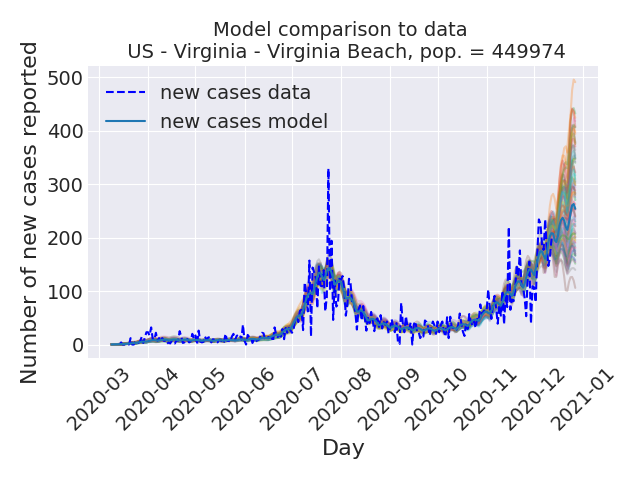 Model comparison to data
US - Virginia - Virginia Beach, pop. = 449974
Number of new cases reported
500
400
300
200
100
0
new cases data
new cases model
2020-03
2020-04
2020-05
2020-06
2020-07
2020-08
2020-09
2020-10
2020-11
2020-12
2021-01
Day